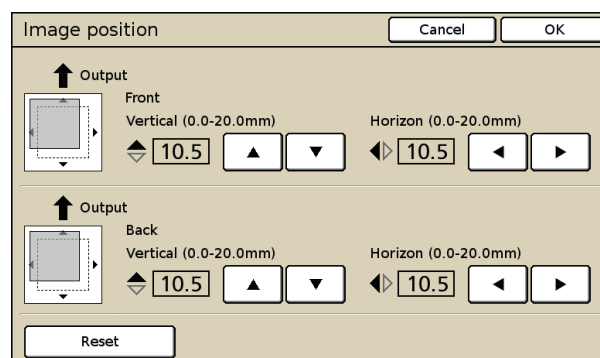 Image position Cancel OK
Output
Front
Vertical (0.0-20.0mm) Horizon (0.0-20.0mm)
10.5 10.5
Output
Back
Vertical (0.0-20.0mm) Horizon (0.0-20.0mm)
10.5 10.5
Reset